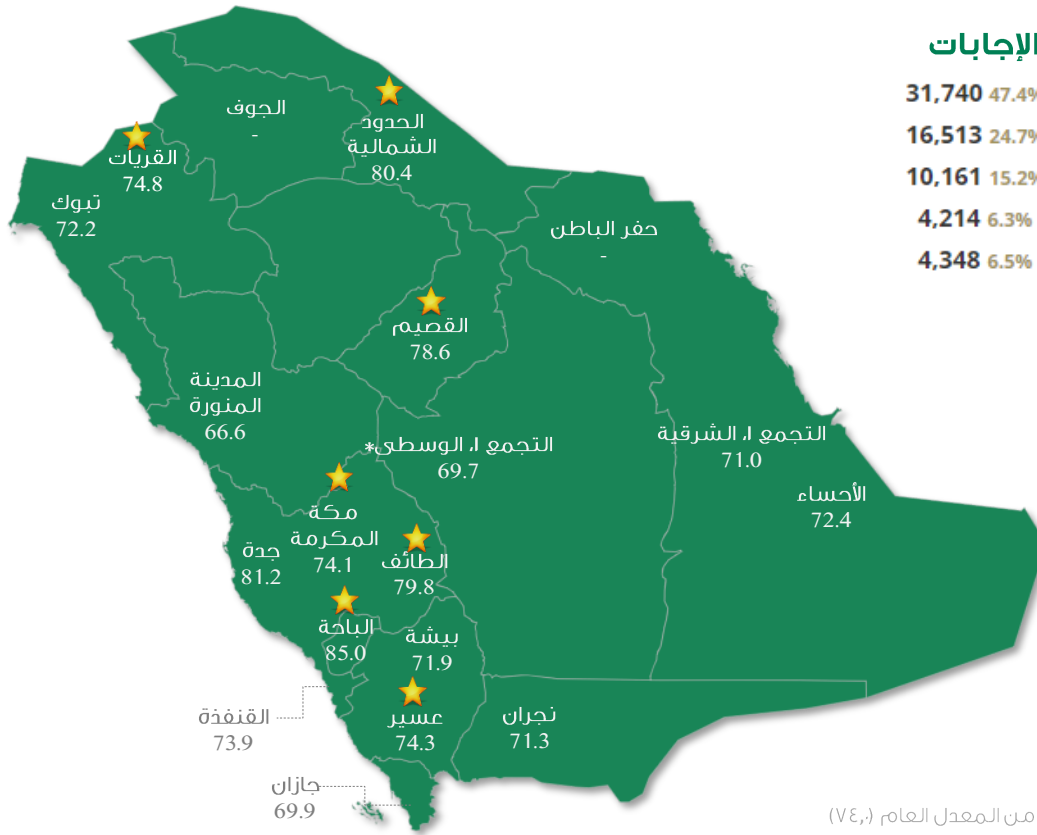 الإجابات
31,740 47.4%
16,513 24.7%
10,161 15.2%
4,214 6.3%
4,348 6.5%
الجوف
-
الحدود
الشمالية
80.4
القريات
74.8
تبوك
72.2
حفر الباطن
-
القصيم
78.6
المدينة
المنورة
66.6
التجمع ١، الوسطى*
69.7
التجمع ١، الشرقية
71.0
الأحساء
72.4
مكة
المكرمة
74.1
جدة
81.2
الطائف
79.8
الباحة
85.0
بيشة
71.9
القنفذة
73.9
عسير
74.3
نجران
71.3
جازان
69.9
من المعدل العام (٧٤,٠)